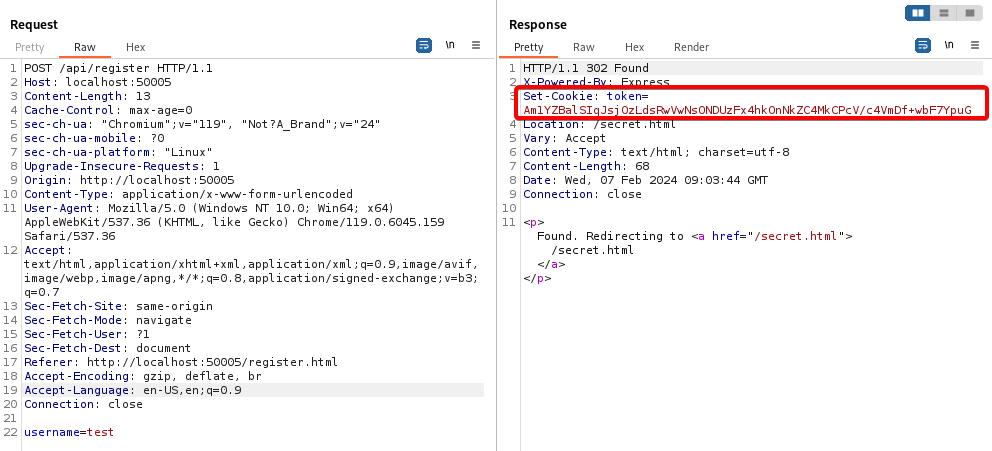 Request
Pretty Raw Hex
\n
1 POST /api/register HTTP/1.1
2 Host: localhost:50005
3 Content-Length: 13
4 Cache-Control: max-age=0
5 sec-ch-ua: "Chromium";v="119", "Not?A_Brand";v="24"
6 sec-ch-ua-mobile: ?0
7 sec-ch-ua-platform: "Linux"
8 Upgrade-Insecure-Requests: 1
9 Origin: http://localhost:50005
10 Content-Type: application/x-www-form-urlencoded
11 User-Agent: Mozilla/5.0 (Windows NT 10.0; Win64; x64)
AppleWebKit/537.36 (KHTML, like Gecko) Chrome/119.0.6045.159
Safari/537.36
12 Accept:
text/html,application/xhtml+xml,application/xml;q=0.9,image/avif,
image/webp,image/apng,*/*;q=0.8,application/signed-exchange;v=b3;
q=0.7
13 Sec-Fetch-Site: same-origin
14 Sec-Fetch-Mode: navigate
15 Sec-Fetch-User: ?1
16 Sec-Fetch-Dest: document
17 Referer: http://localhost:50005/register.html
18 Accept-Encoding: gzip, deflate, br
19 Accept-Language: en-US,en;q=0.9
20 Connection: close
21
22 username=test
Response
Pretty Raw Hex Render
\n
1 HTTP/1.1 302 Found
2 X-Powered-By: Express
3 Set-Cookie: token=
AmlYZBalSIqJsjOzLdsRwVwNsONDUzFx4hkOnNkZC4MkCPcV/c4VmDf+wbF7YpuG
4 Location: /secret.html
5 Vary: Accept
6 Content-Type: text/html; charset=utf-8
7 Content-Length: 68
8 Date: Wed, 07 Feb 2024 09:03:44 GMT
9 Connection: close
10
11 <p>
Found. Redirecting to <a href="/secret.html">
/secret.html
</a>
</p>